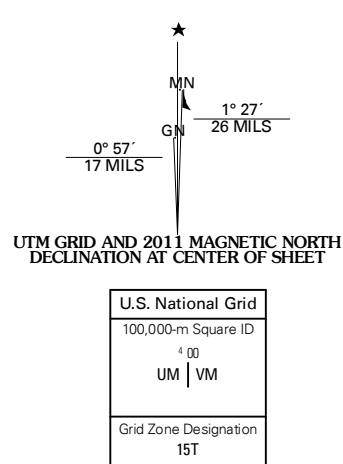 MN
1° 27´
26 MILS
GN
0° 57´
17 MILS
UTM GRID AND 2011 MAGNETIC NORTH
DECLINATION AT CENTER OF SHEET
U.S. National Grid
100,000-m Square ID
4 00
UM VM
Grid Zone Designation
15T